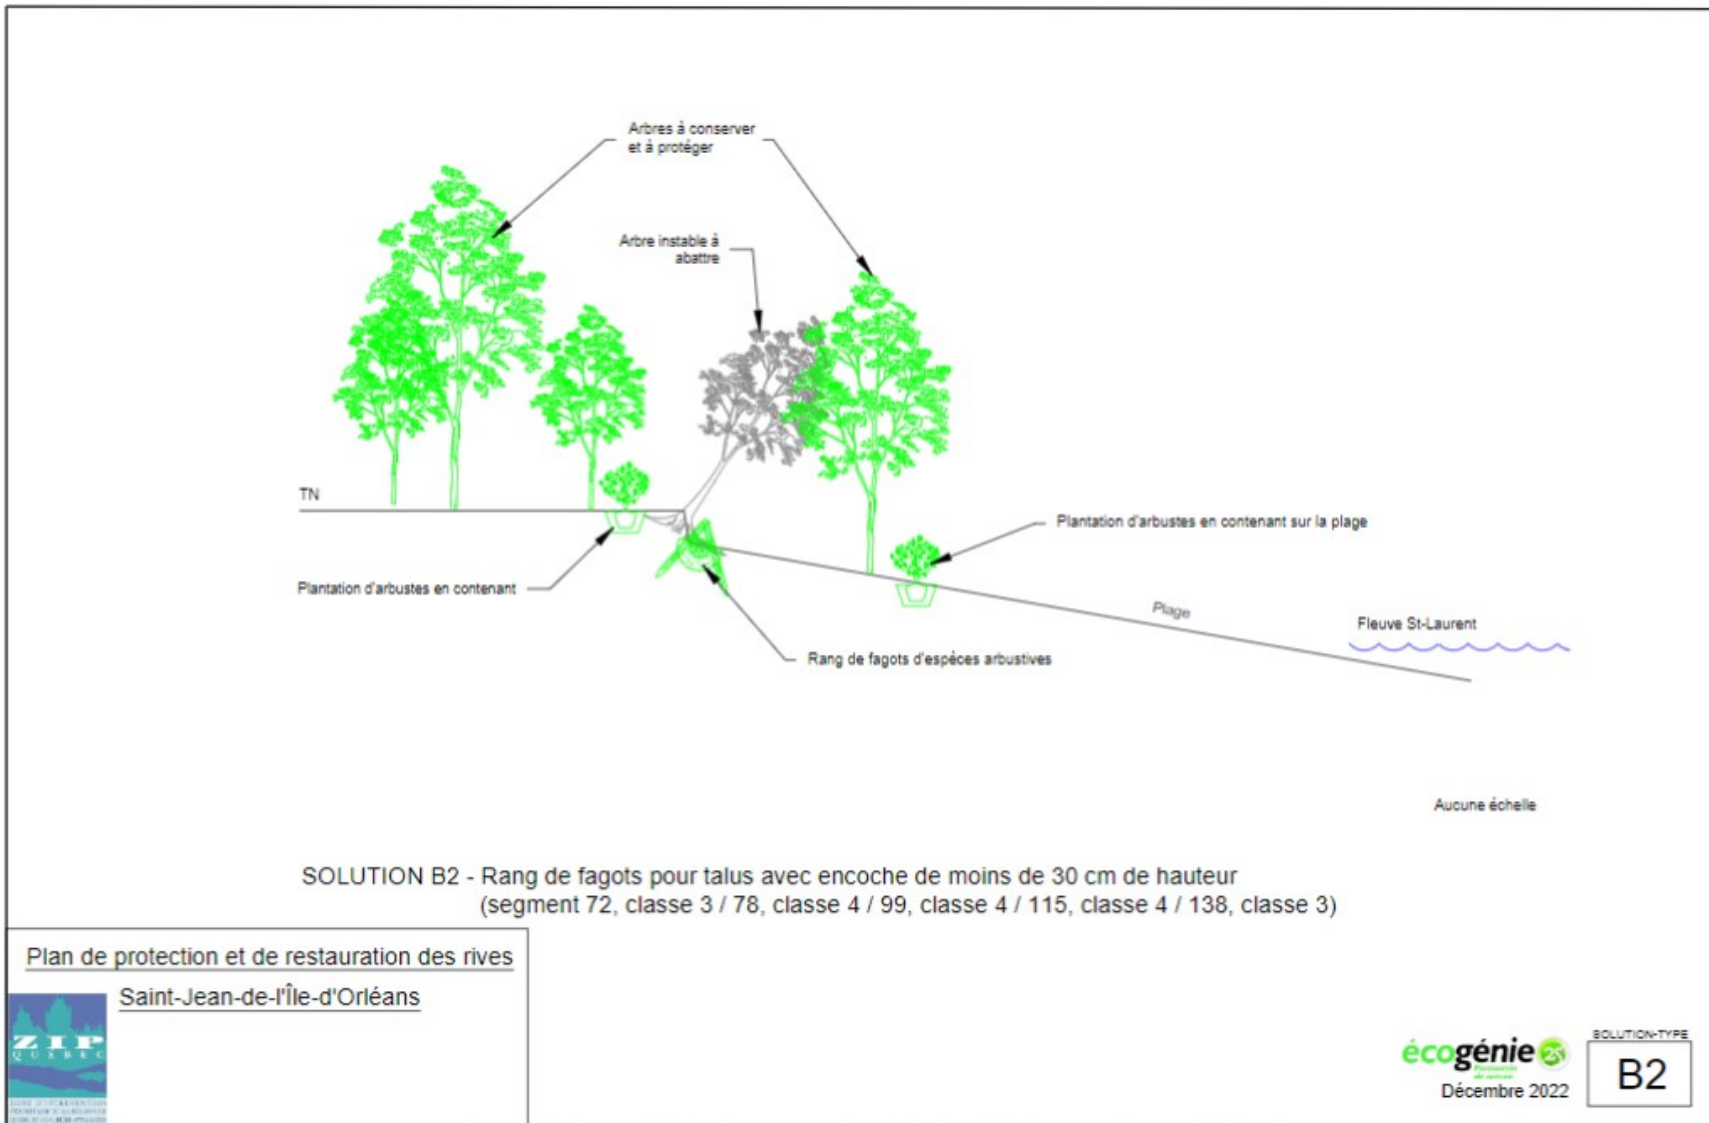 Arbres à conserver
et à protéger
Arbre instable à
abattre
TN
Plantation d'arbustes en contenant sur la plage
Plantation d'arbustes en contenant
Plage
Fleuve St-Laurent
Rang de fagots d'espèces arbustives
Aucune échelle
SOLUTION B2 - Rang de fagots pour talus avec encoche de moins de 30 cm de hauteur
(segment 72, classe 3 / 78, classe 4 / 99, classe 4 / 115, classe 4 / 138, classe 3)
Plan de protection et de restauration des rives
Saint-Jean-de-l'Île-d'Orléans
ZIP
QUÉBEC
écogénie 25
Décembre 2022
SOLUTION-TYPE
B2